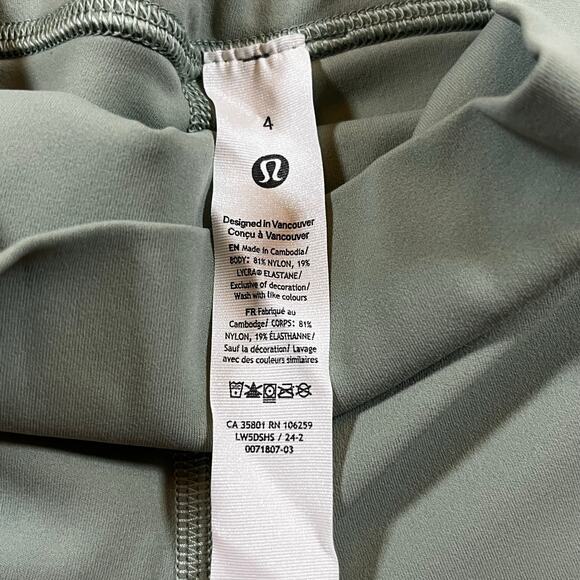 4
Designed in Vancouver
Conçu à Vancouver
EN Made in Cambodia/
BODY: 81% NYLON, 19%
LYCRA® ELASTANE/
Exclusive of decoration/
Wash with like colours
FR Fabriqué au
Cambodge/ CORPS: 81%
NYLON, 19% ÉLASTHANNE/
Sauf la décoration/ Lavage
avec des couleurs similaires
CA 35801 RN 106259
LW5DSHS / 24-2
0071807-03